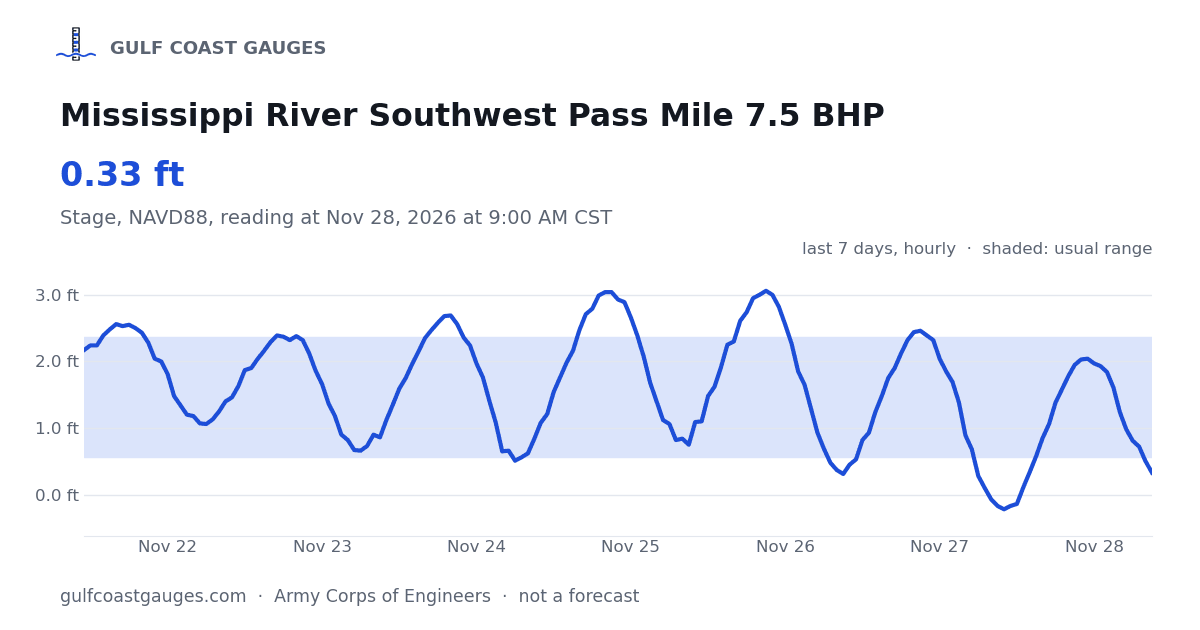 GULF COAST GAUGES
Mississippi River Southwest Pass Mile 7.5 BHP
0.33 ft
Stage, NAVD88, reading at Nov 28, 2026 at 9:00 AM CST
last 7 days, hourly · shaded: usual range
3.0 ft
2.0 ft
1.0 ft
0.0 ft
Nov 22 Nov 23 Nov 24 Nov 25 Nov 26 Nov 27 Nov 28
gulfcoastgauges.com · Army Corps of Engineers · not a forecast